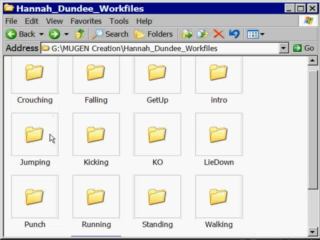 Hannah_Dundee_Workfiles
File Edit View Favorites Tools Help
Back Search Folders
Address G:\MUGEN Creation\Hannah_Dundee_Workfiles Go
Crouching Falling GetUp intro
Jumping Kicking KO LieDown
Punch Running Standing Walking